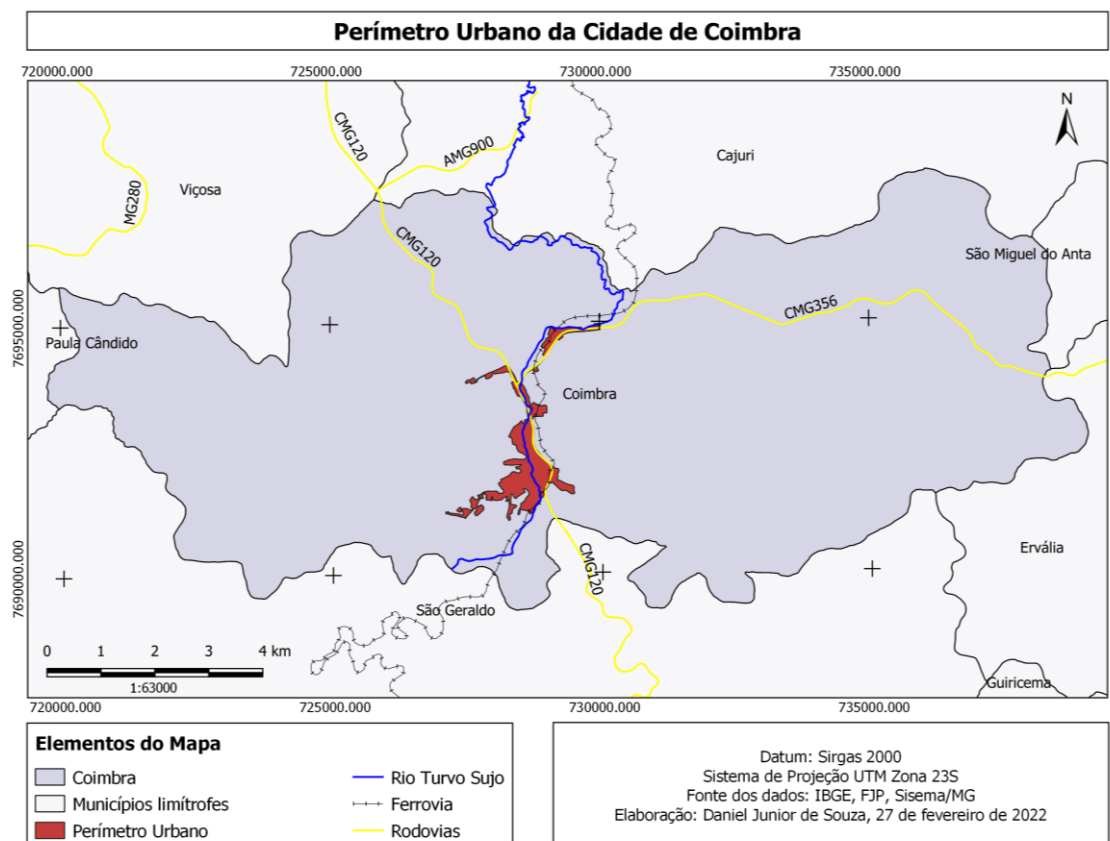 Perímetro Urbano da Cidade de Coimbra
720000.000
725000.000
730000.000
735000.000
N
CMG120
AMG900
Cajuri
Viçosa
MG280
CMG120
São Miguel do Anta
7695000.000
CMG356
Paula Cândido
Coimbra
Ervália
7690000.000
CMG120
São Geraldo
0 1 2 3 4 km
1:63000
Guiricema
720000.000
725000.000
730000.000
735000.000
Elementos do Mapa
Coimbra
Municípios limítrofes
Perímetro Urbano
Rio Turvo Sujo
Ferrovia
Rodovias
Datum: Sirgas 2000
Sistema de Projeção UTM Zona 23S
Fonte dos dados: IBGE, FJP, Sisema/MG
Elaboração: Daniel Junior de Souza, 27 de fevereiro de 2022